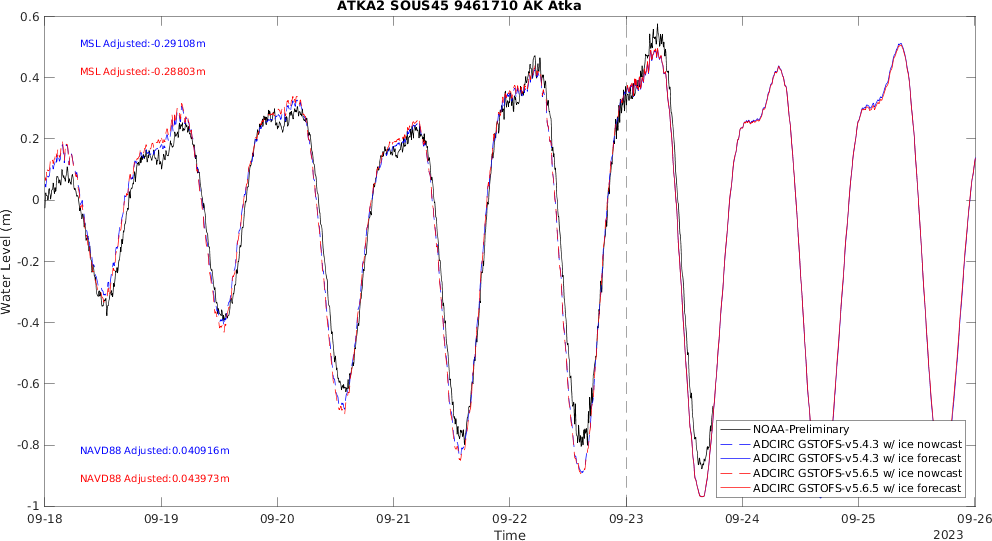 ATKA2 SOUS45 9461710 AK Atka
MSL Adjusted:-0.29108m
MSL Adjusted:-0.28803m
NAVD88 Adjusted:0.040916m
NAVD88 Adjusted:0.043973m
Water Level (m)
0.6
0.4
0.2
0
-0.2
-0.4
-0.6
-0.8
-1
NOAA-Preliminary
ADCIRC GSTOFS-v5.4.3 w/ ice nowcast
ADCIRC GSTOFS-v5.4.3 w/ ice forecast
ADCIRC GSTOFS-v5.6.5 w/ ice nowcast
ADCIRC GSTOFS-v5.6.5 w/ ice forecast
09-18 09-19 09-20 09-21 09-22 09-23 09-24 09-25 09-26
Time
2023